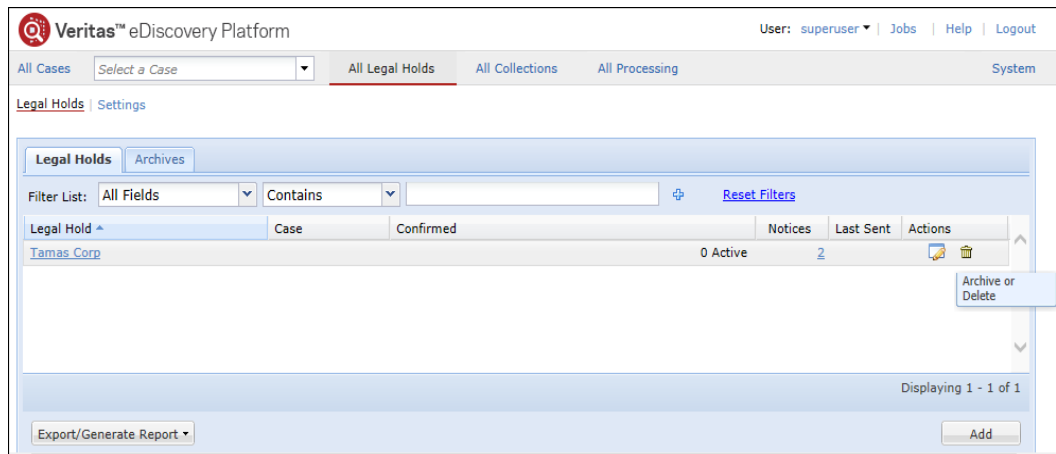 Veritas™ eDiscovery Platform
User: superuser | Jobs | Help | Logout
All Cases Select a Case All Legal Holds All Collections All Processing System
Legal Holds | Settings
Legal Holds Archives
Filter List: All Fields Contains Reset Filters
Legal Hold Case Confirmed Notices Last Sent Actions
Tamas Corp 0 Active 2
Archive or
Delete
Displaying 1 - 1 of 1
Export/Generate Report Add